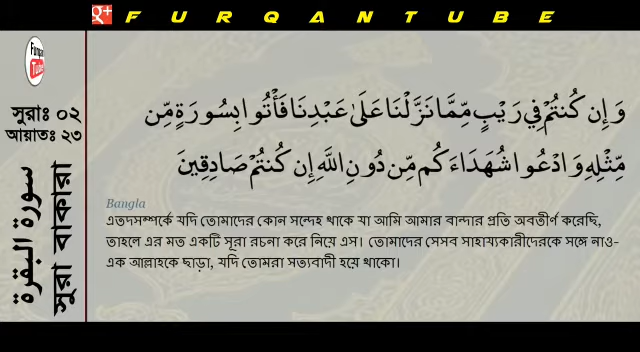 g+ FURQANTUBE
Furqan
Tube
সুরাঃ ০২
আয়াতঃ ২৩
سورة البقرة
সুরা বাকারা
وَإِن كُنتُمْ فِي رَيْبٍ مِّمَّا نَزَّلْنَا عَلَىٰ عَبْدِنَا فَأْتُوا بِسُورَةٍ مِّن
مِّثْلِهِ وَادْعُوا شُهَدَاءَكُم مِّن دُونِ اللَّهِ إِن كُنتُمْ صَادِقِينَ
Bangla
এতদসম্পর্কে যদি তোমাদের কোন সন্দেহ থাকে যা আমি আমার বান্দার প্রতি অবতীর্ণ করেছি,
তাহলে এর মত একটি সূরা রচনা করে নিয়ে এস। তোমাদের সেসব সাহায্যকারীদেরকে সঙ্গে নাও-
এক আল্লাহকে ছাড়া, যদি তোমরা সত্যবাদী হয়ে থাকো।